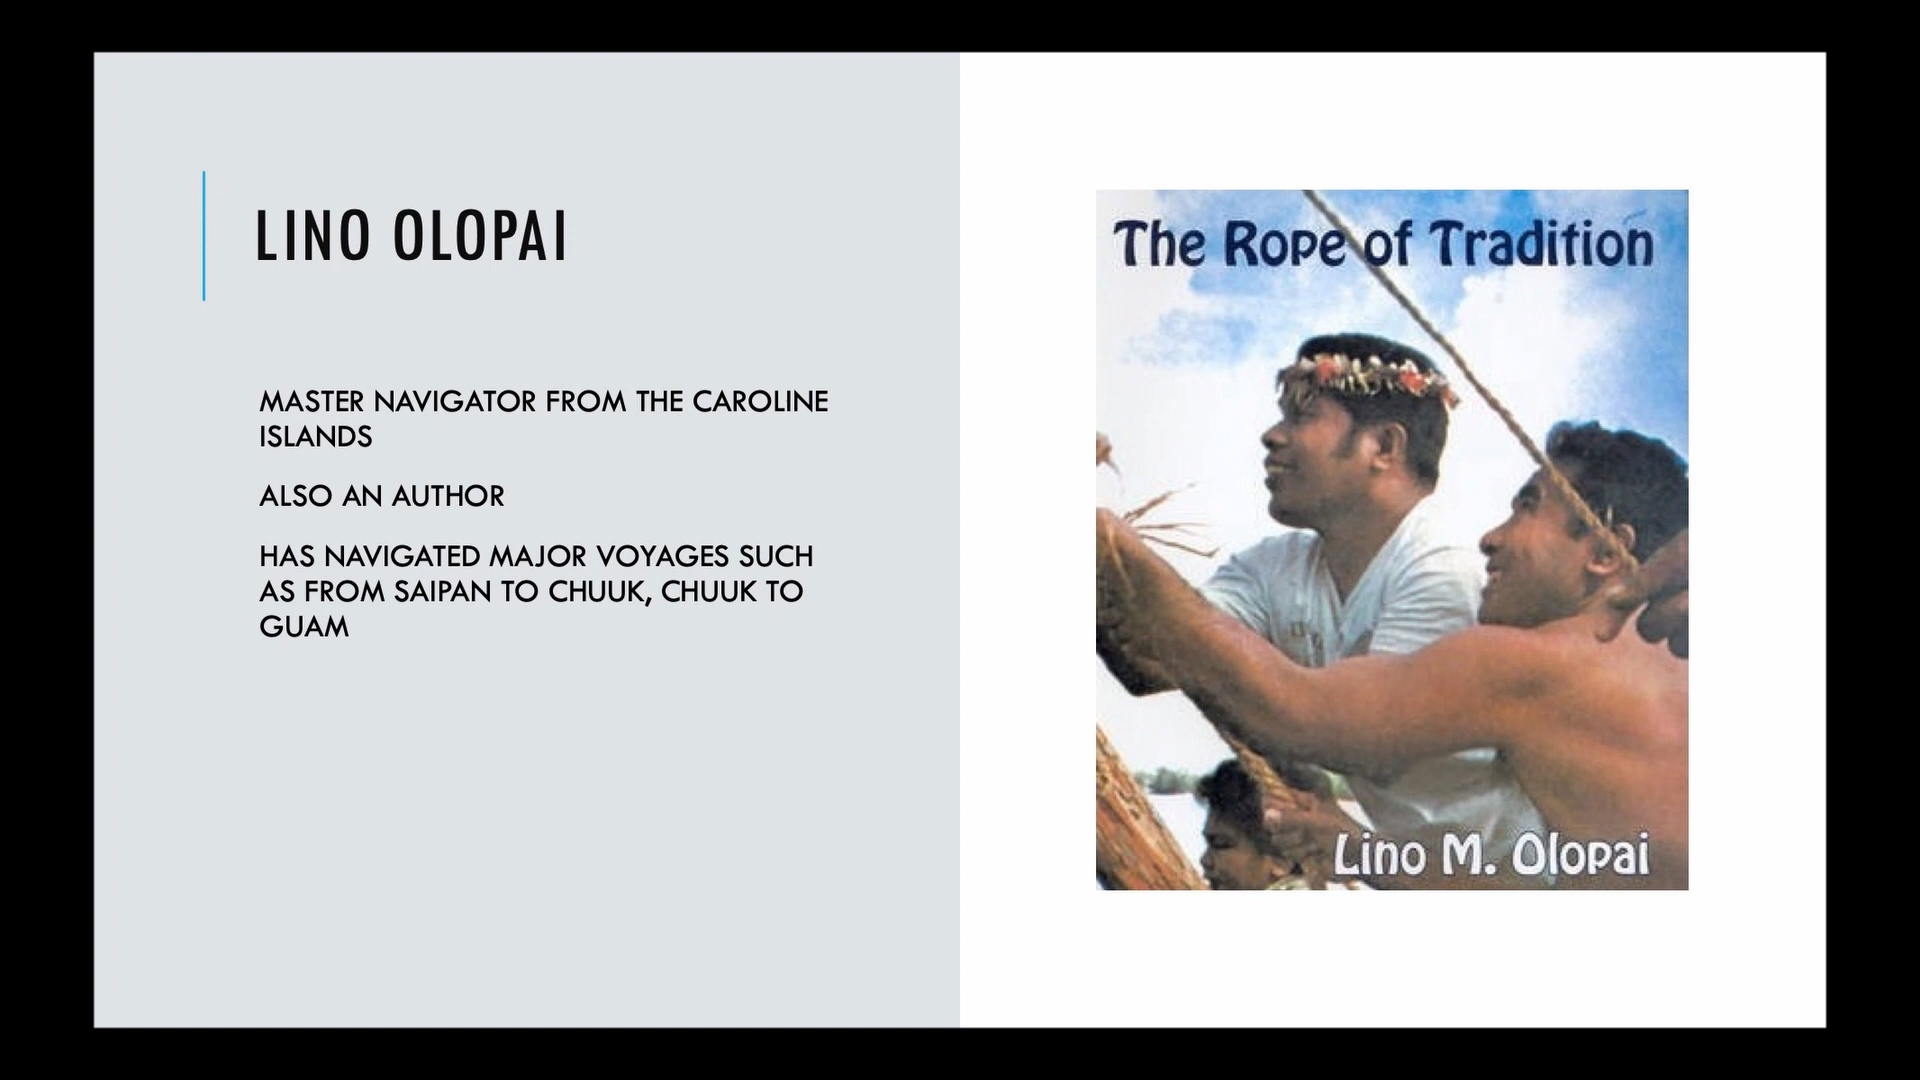 LINO OLOPAI
MASTER NAVIGATOR FROM THE CAROLINE
ISLANDS
ALSO AN AUTHOR
HAS NAVIGATED MAJOR VOYAGES SUCH
AS FROM SAIPAN TO CHUUK, CHUUK TO
GUAM
The Rope of Tradition
Lino M. Olopai